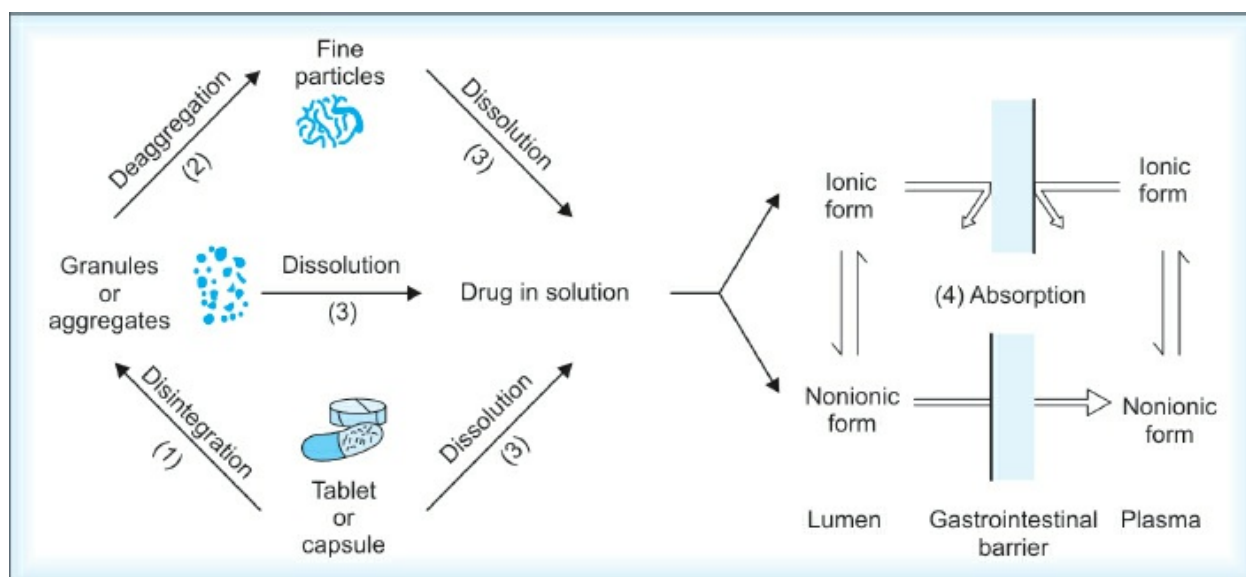 Fine
particles
Deaggregation
(2)
Dissolution
(3)
Granules
or
aggregates
Dissolution
(3)
Drug in solution
Disintegration
(1)
Tablet
or
capsule
Dissolution
(3)
Ionic
form
Ionic
form
(4) Absorption
Nonionic
form
Nonionic
form
Lumen
Gastrointestinal
barrier
Plasma